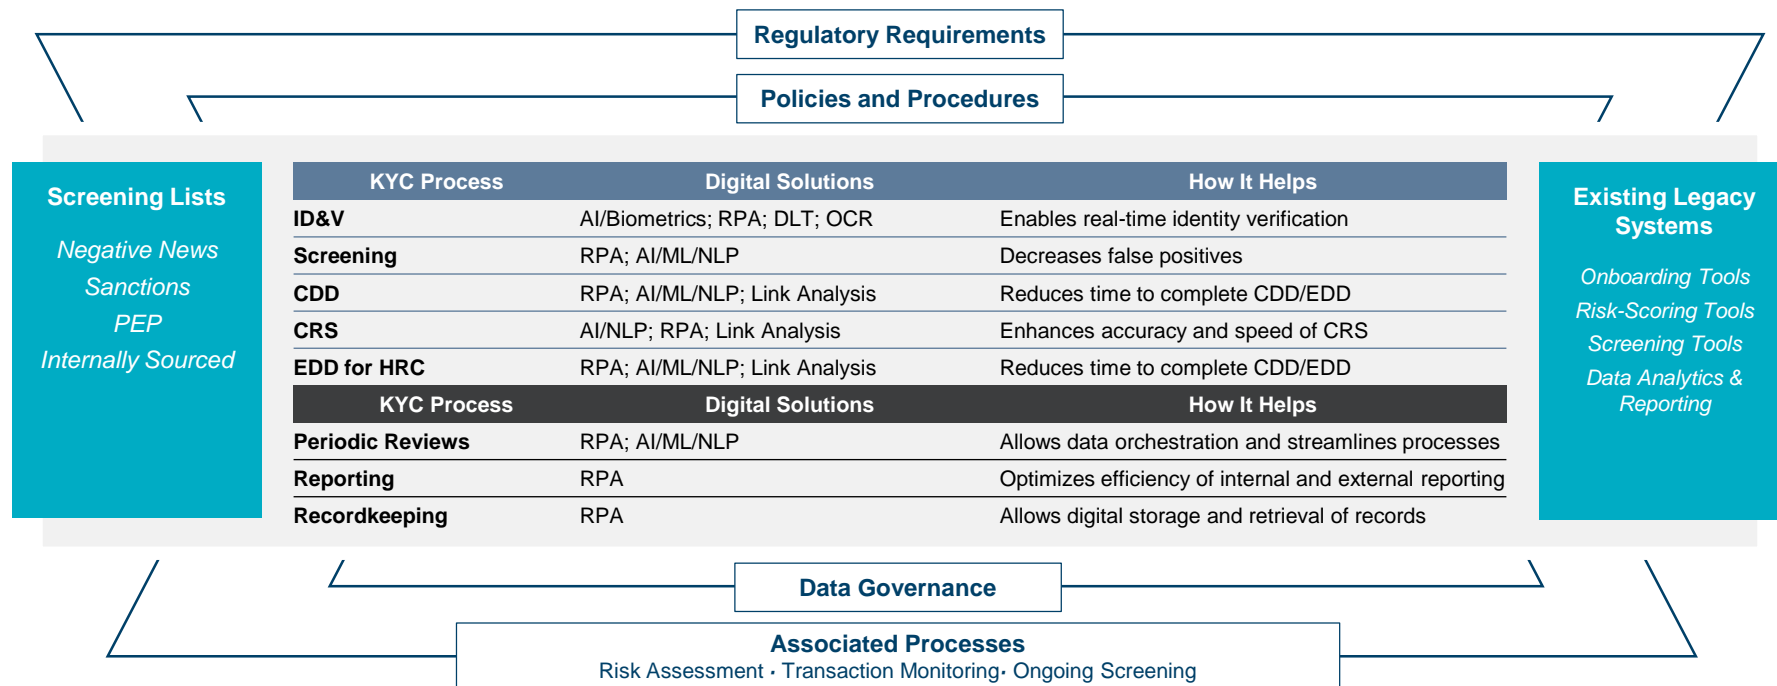 Regulatory Requirements
Policies and Procedures
Screening Lists
Negative News
Sanctions
PEP
Internally Sourced
KYC Process Digital Solutions How It Helps
ID&V AI/Biometrics; RPA; DLT; OCR Enables real-time identity verification
Screening RPA; AI/ML/NLP Decreases false positives
CDD RPA; AI/ML/NLP; Link Analysis Reduces time to complete CDD/EDD
CRS AI/NLP; RPA; Link Analysis Enhances accuracy and speed of CRS
EDD for HRC RPA; AI/ML/NLP; Link Analysis Reduces time to complete CDD/EDD
KYC Process Digital Solutions How It Helps
Periodic Reviews RPA; AI/ML/NLP Allows data orchestration and streamlines processes
Reporting RPA Optimizes efficiency of internal and external reporting
Recordkeeping RPA Allows digital storage and retrieval of records
Existing Legacy
Systems
Onboarding Tools
Risk-Scoring Tools
Screening Tools
Data Analytics &
Reporting
Data Governance
Associated Processes
Risk Assessment · Transaction Monitoring· Ongoing Screening